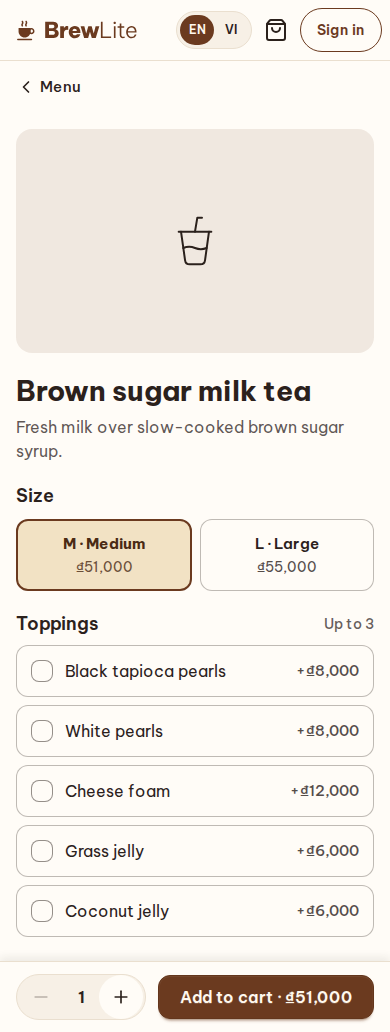 BrewLite
EN VI
Sign in
Menu
Brown sugar milk tea
Fresh milk over slow-cooked brown sugar
syrup.
Size
M · Medium
₫51,000
L · Large
₫55,000
Toppings
Up to 3
Black tapioca pearls
+₫8,000
White pearls
+₫8,000
Cheese foam
+₫12,000
Grass jelly
+₫6,000
Coconut jelly
+₫6,000
1
Add to cart · ₫51,000